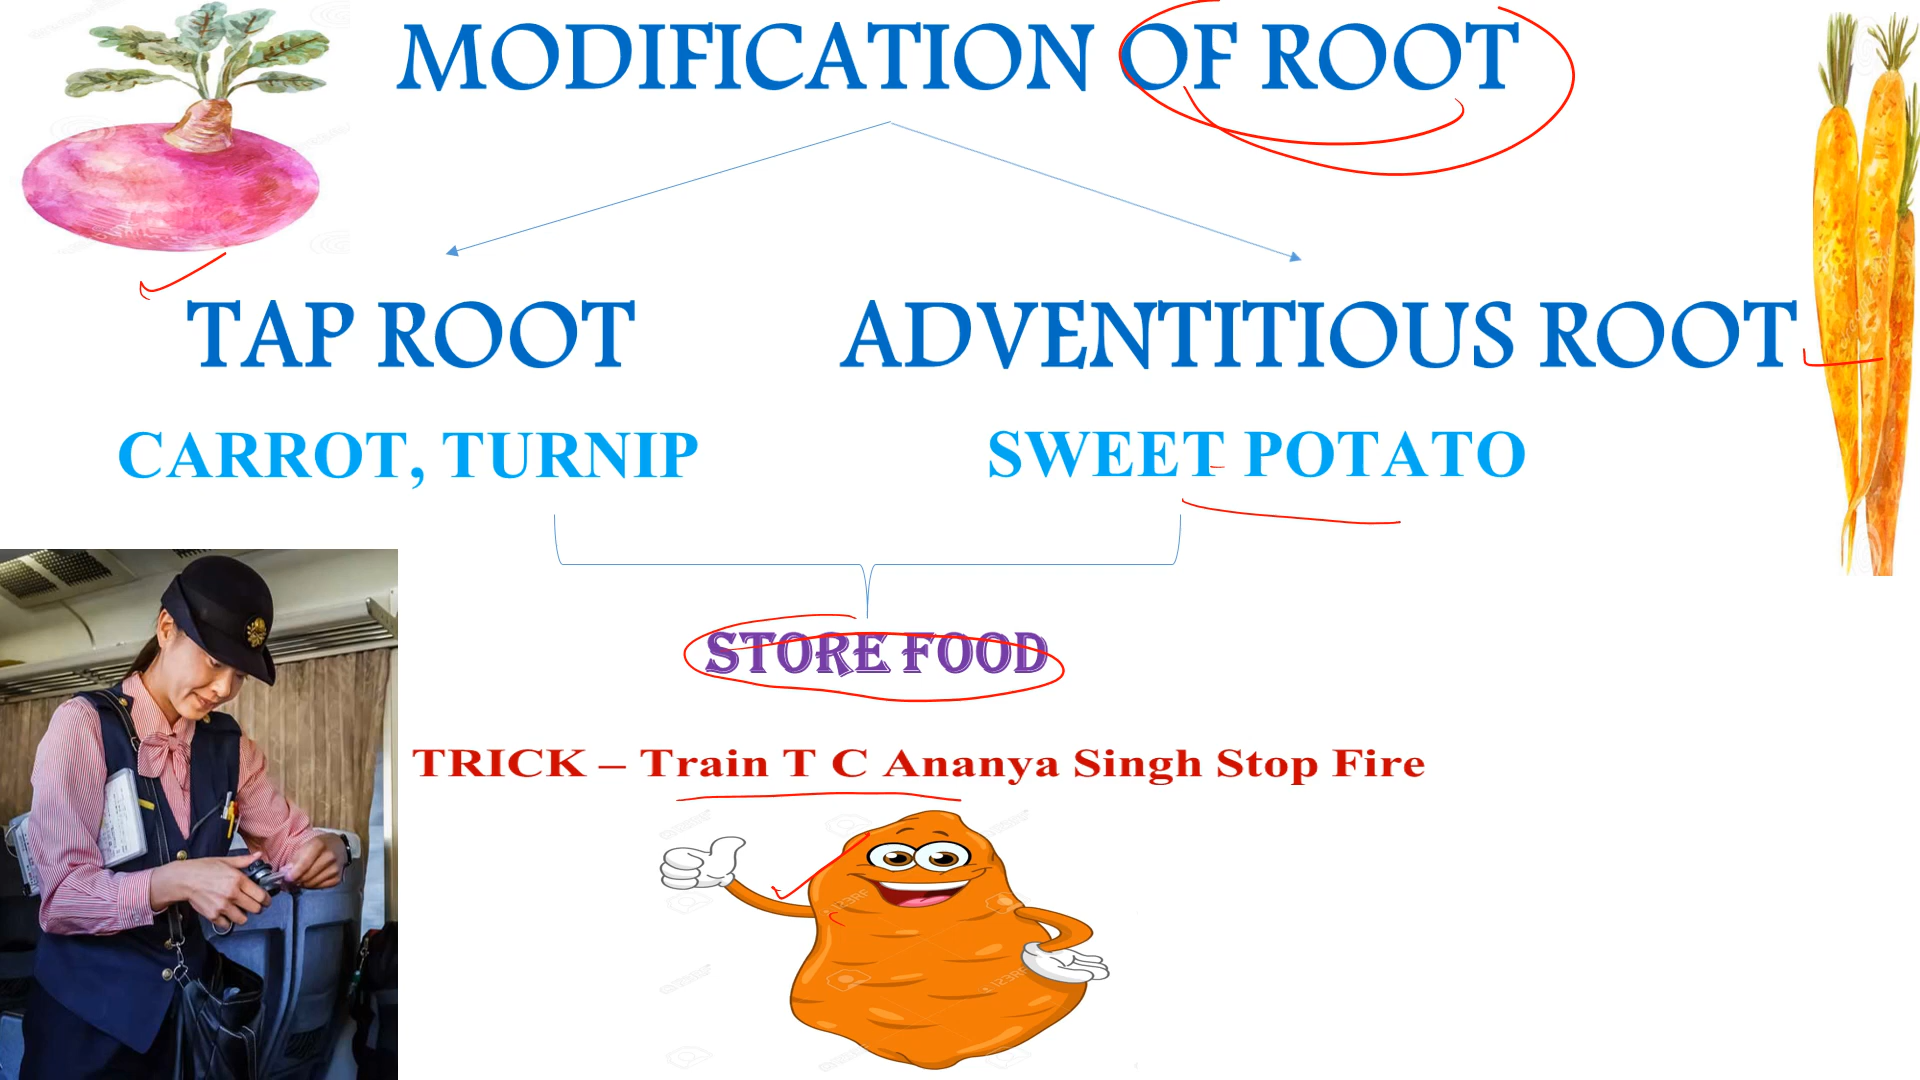 MODIFICATION OF ROOT
TAP ROOT
ADVENTITIOUS ROOT
CARROT, TURNIP
SWEET POTATO
STORE FOOD
TRICK – Train T C Ananya Singh Stop Fire